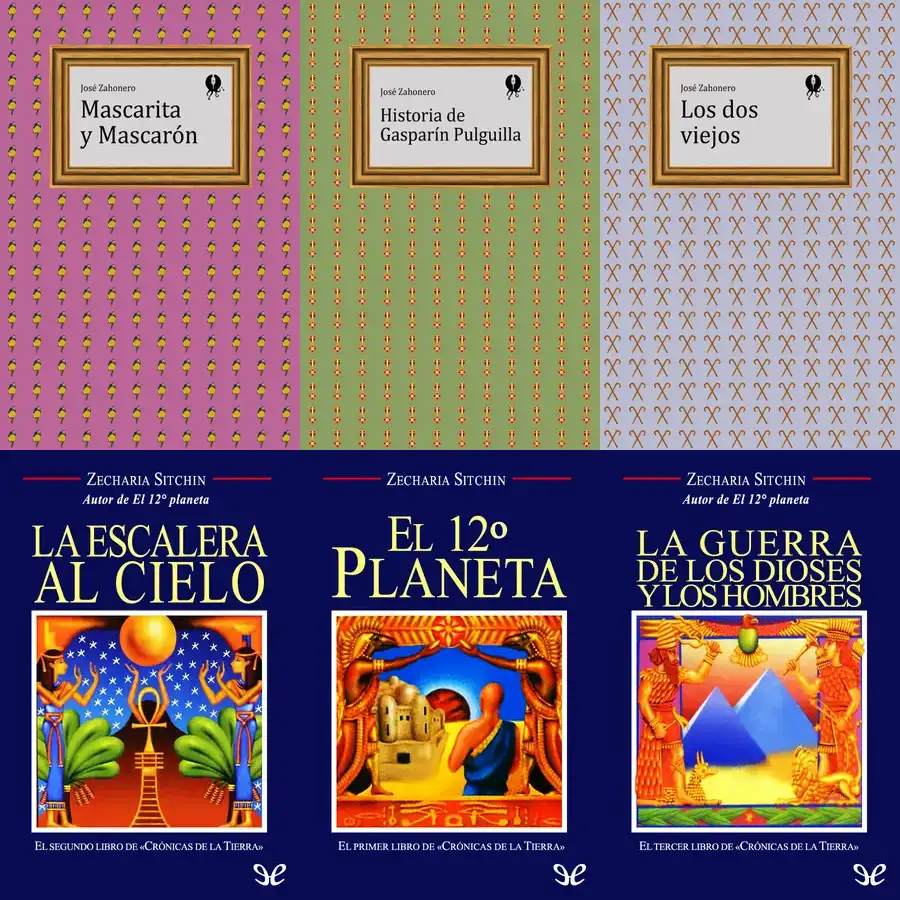 José Zahonero
Mascarita
y Mascarón
José Zahonero
Historia de
Gasparín Pulguilla
José Zahonero
Los dos
viejos
ZECHARIA SITCHIN
Autor de El 12° planeta
LA ESCALERA
AL CIELO
EL SEGUNDO LIBRO DE «CRÓNICAS DE LA TIERRA»
ZECHARIA SITCHIN
EL 12º
PLANETA
EL PRIMER LIBRO DE «CRÓNICAS DE LA TIERRA»
ZECHARIA SITCHIN
Autor de El 12° planeta
LA GUERRA
DE LOS DIOSES
Y LOS HOMBRES
EL TERCER LIBRO DE «CRÓNICAS DE LA TIERRA»